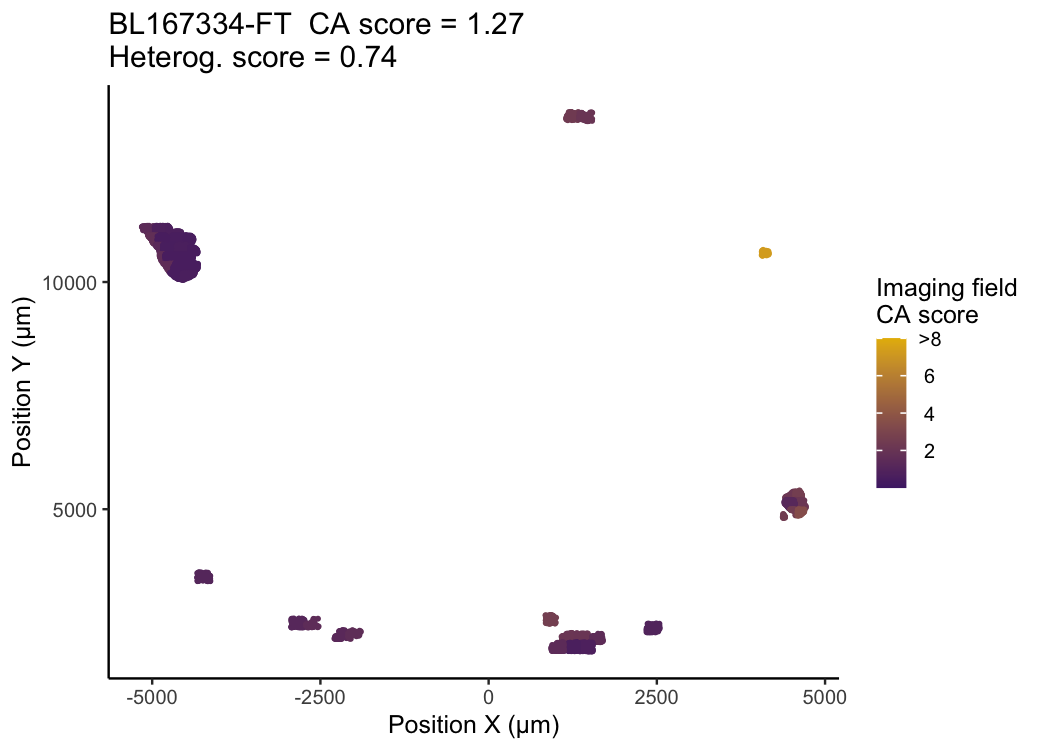 BL167334-FT  CA score = 1.27
Heterog. score = 0.74
Position Y (µm)
10000
5000
-5000
-2500
0
2500
5000
Position X (µm)
Imaging field
CA score
>8
6
4
2